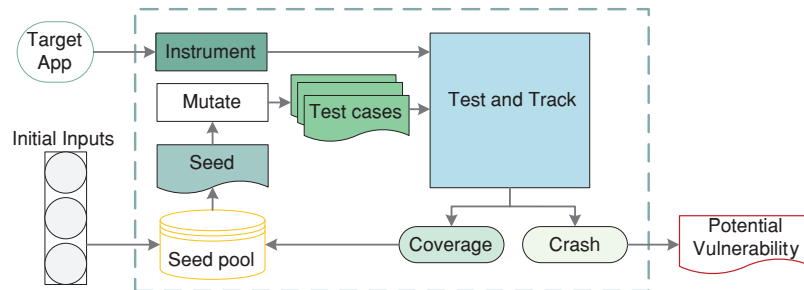 Target
App
Instrument
Mutate
Test cases
Test and Track
Initial Inputs
Seed
Seed pool
Coverage
Crash
Potential
Vulnerability